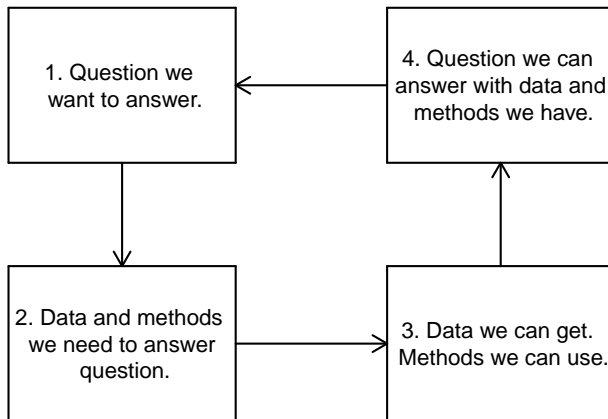 1. Question we
want to answer.
4. Question we can
answer with data and
methods we have.
2. Data and methods
we need to answer
question.
3. Data we can get.
Methods we can use.